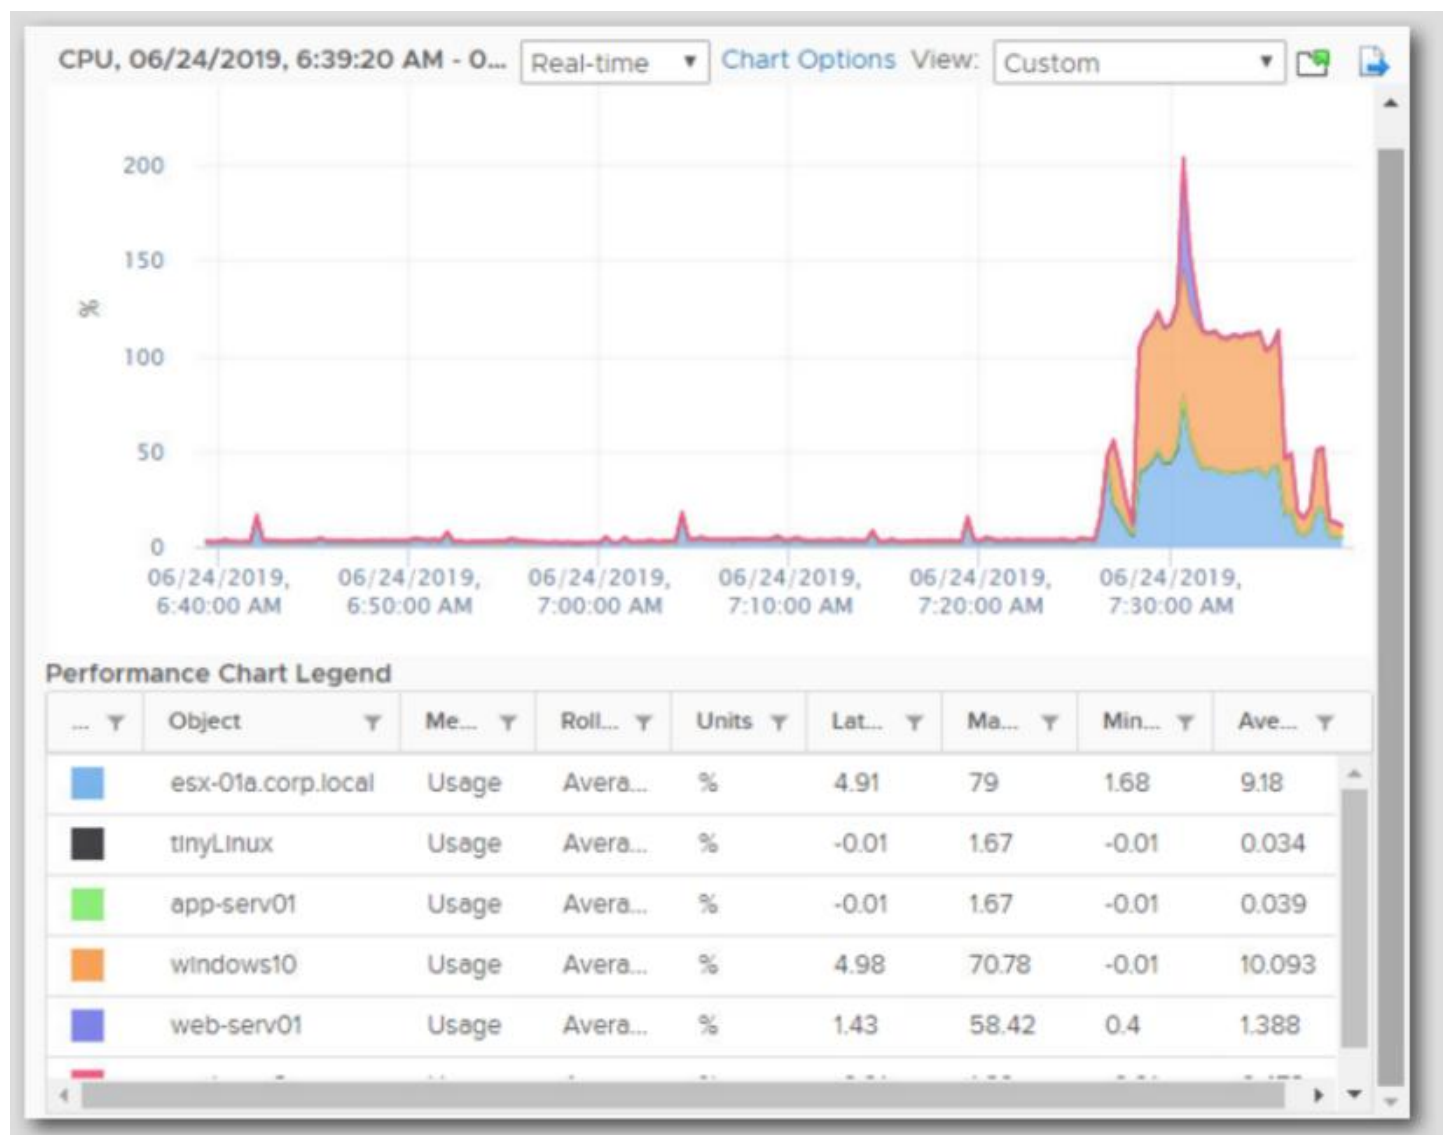 CPU, 06/24/2019, 6:39:20 AM - 0... Real-time Chart Options View: Custom
200
150
%
100
50
0
06/24/2019, 06/24/2019, 06/24/2019, 06/24/2019, 06/24/2019, 06/24/2019,
6:40:00 AM 6:50:00 AM 7:00:00 AM 7:10:00 AM 7:20:00 AM 7:30:00 AM
Performance Chart Legend
... Object Me... Roll... Units Lat... Ma... Min... Ave...
esx-01a.corp.local Usage Avera... % 4.91 79 1.68 9.18
tinyLinux Usage Avera... % -0.01 1.67 -0.01 0.034
app-serv01 Usage Avera... % -0.01 1.67 -0.01 0.039
windows10 Usage Avera... % 4.98 70.78 -0.01 10.093
web-serv01 Usage Avera... % 1.43 58.42 0.4 1.388